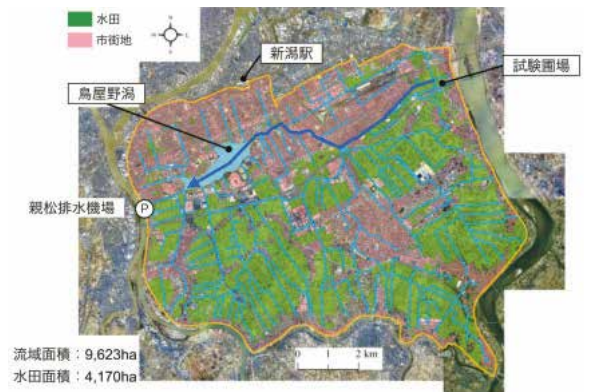 水田
市街地
N
新潟駅
鳥屋野潟
試験圃場
親松排水機場
P
流域面積：9,623ha
水田面積：4,170ha
0 1 2 km